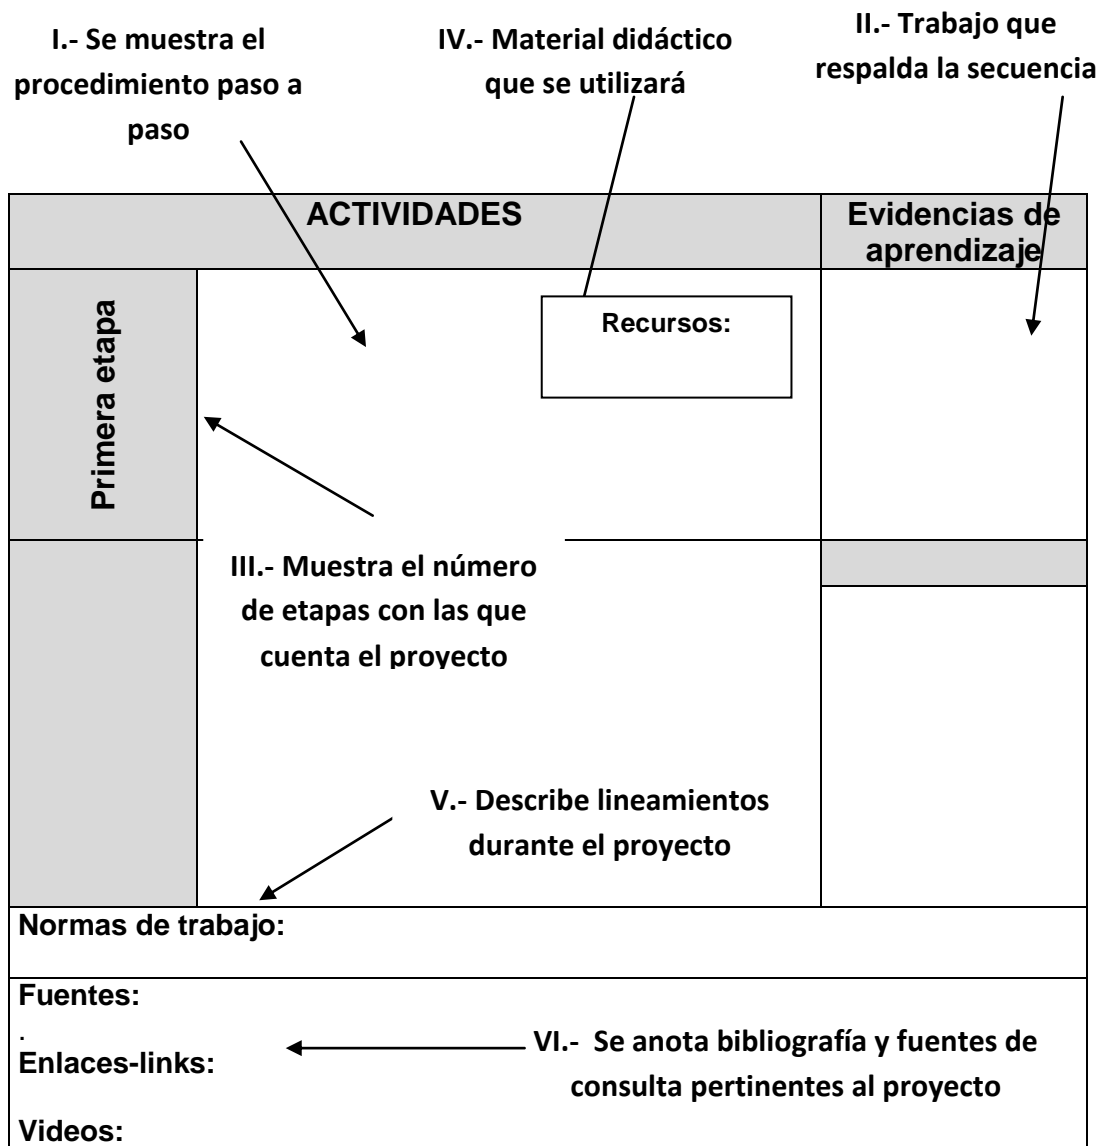 I.- Se muestra el
procedimiento paso a
paso
IV.- Material didáctico
que se utilizará
II.- Trabajo que
respalda la secuencia
ACTIVIDADES
Evidencias de
aprendizaje
Primera etapa
Recursos:
III.- Muestra el número
de etapas con las que
cuenta el proyecto
V.- Describe lineamientos
durante el proyecto
Normas de trabajo:
Fuentes:
.
Enlaces-links:
VI.- Se anota bibliografía y fuentes de
consulta pertinentes al proyecto
Videos: